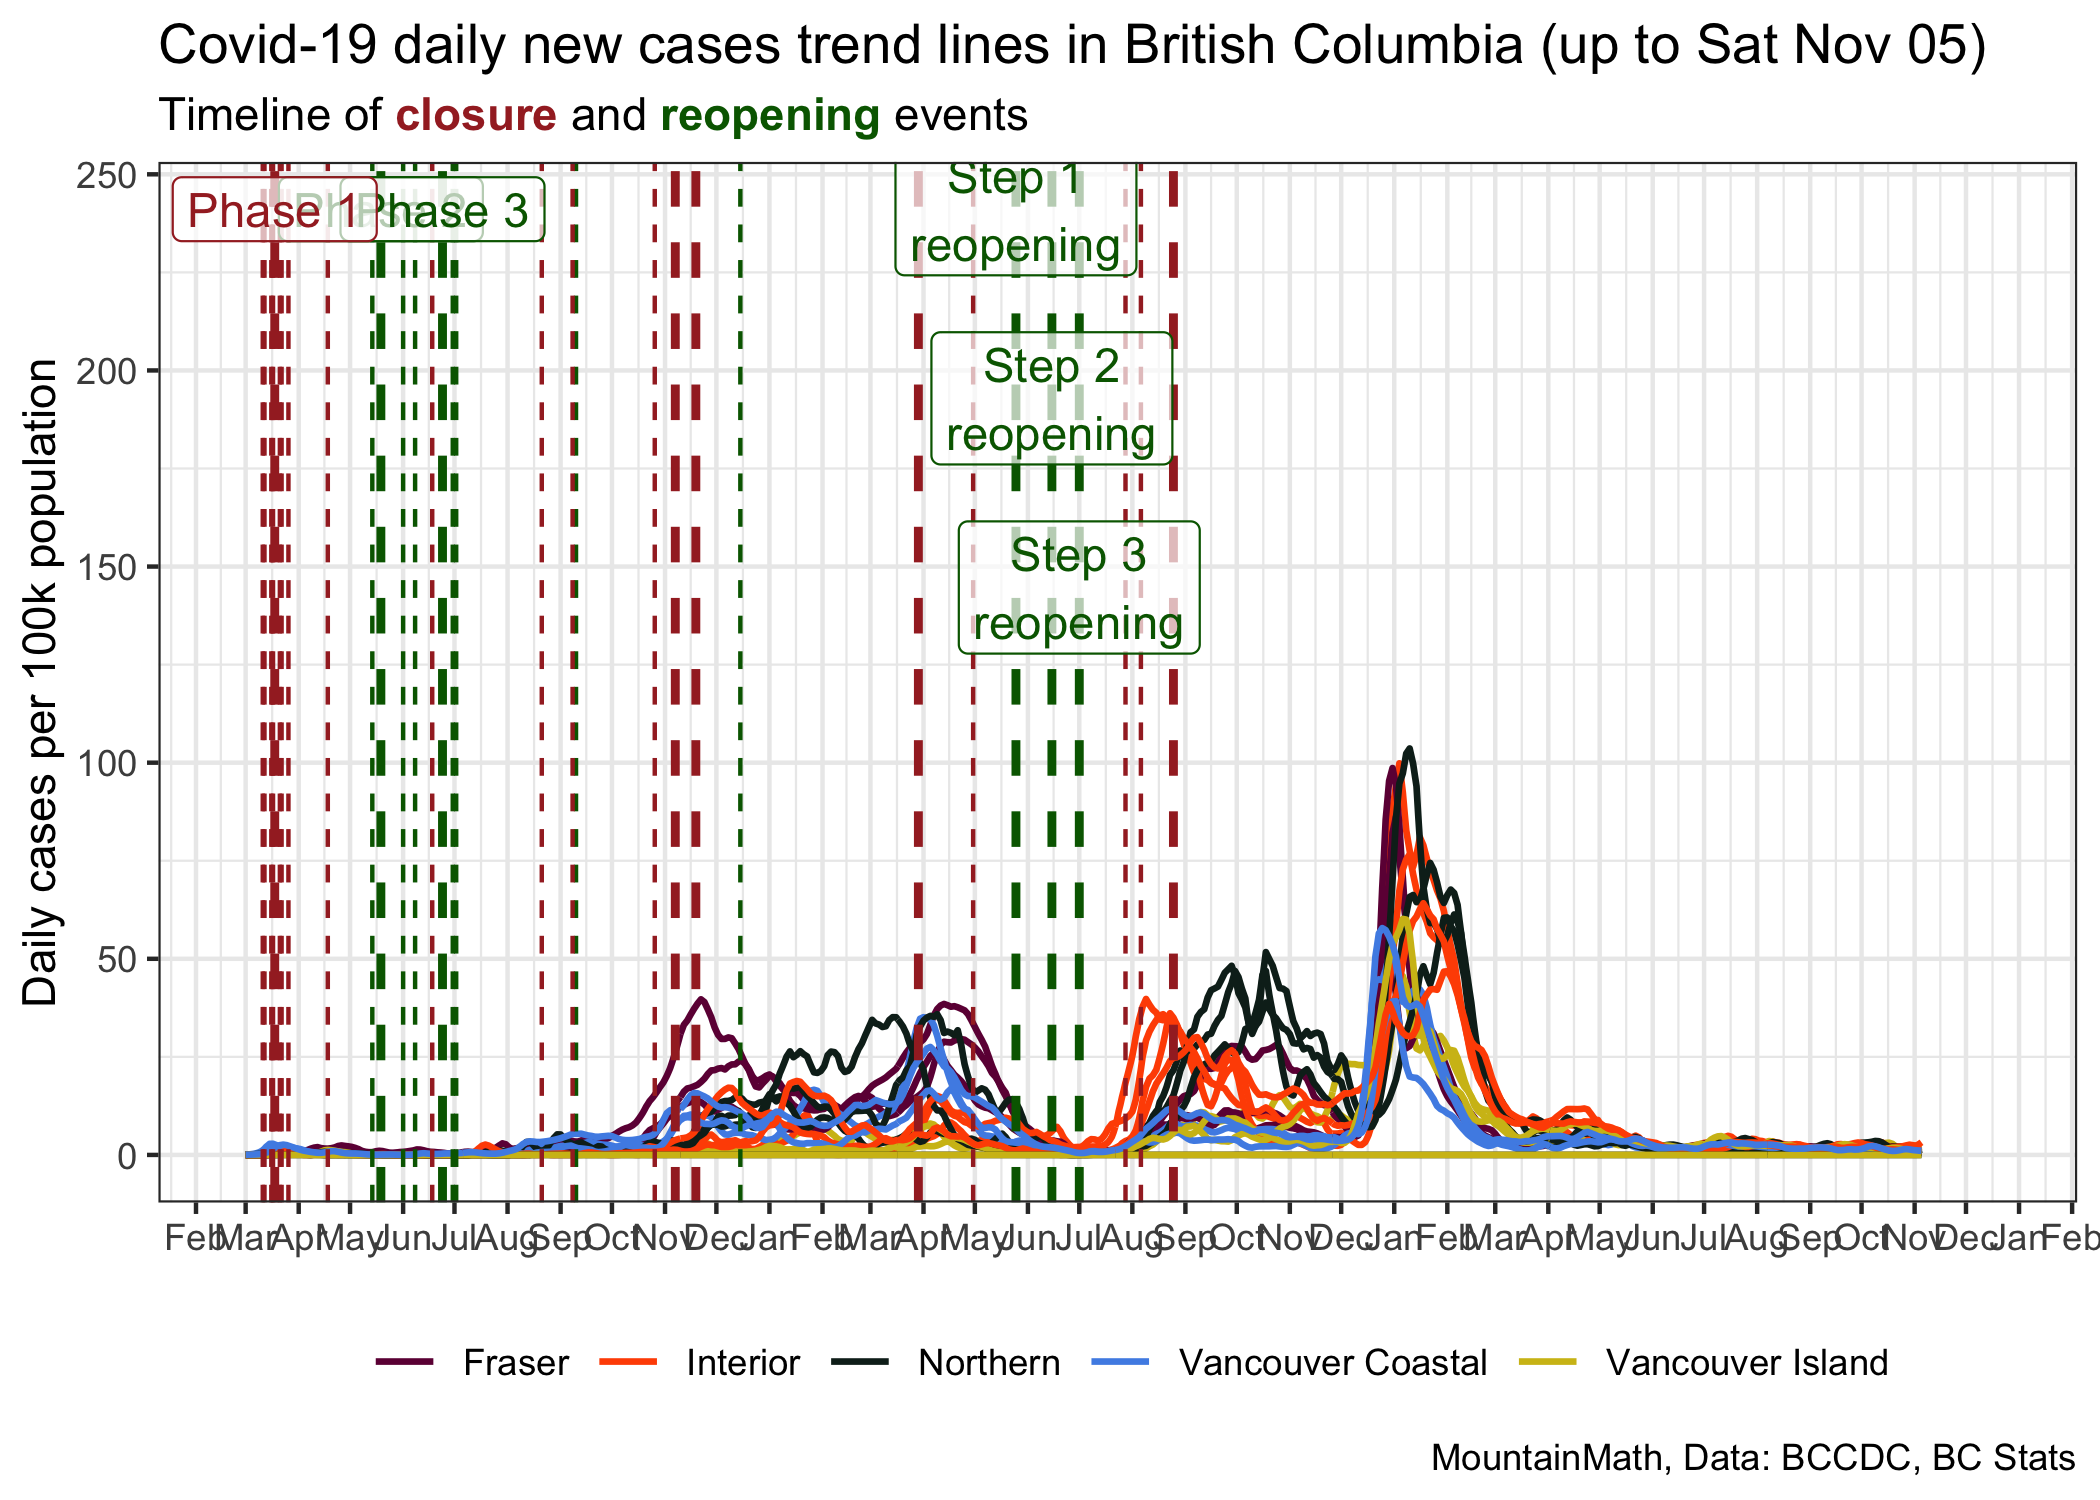 Covid-19 daily new cases trend lines in British Columbia (up to Sat Nov 05)
Timeline of closure and reopening events
Daily cases per 100k population
250
200
150
100
50
0
Phase 1
Phase 2
Phase 3
Step 1
reopening
Step 2
reopening
Step 3
reopening
Feb Mar Apr May Jun Jul Aug Sep Oct Nov Dec Jan Feb Mar Apr May Jun Jul Aug Sep Oct Nov Dec Jan Feb Mar Apr May Jun Jul Aug Sep Oct Nov Dec Jan Feb
Fraser Interior Northern Vancouver Coastal Vancouver Island
MountainMath, Data: BCCDC, BC Stats